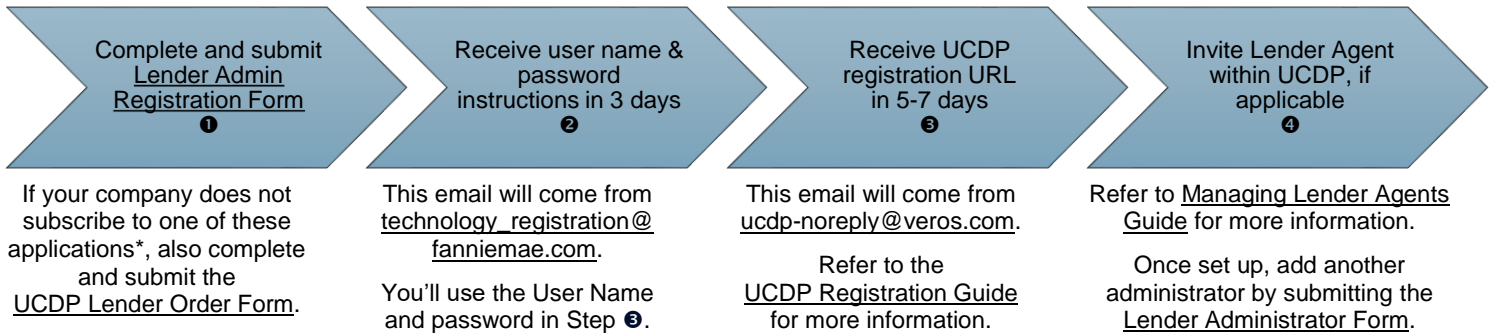 Complete and submit
Lender Admin
Registration Form
❶
If your company does not
subscribe to one of these
applications*, also complete
and submit the
UCDP Lender Order Form.
Receive user name &
password
instructions in 3 days
❷
This email will come from
technology_registration@
fanniemae.com.
You'll use the User Name
and password in Step ❸.
Receive UCDP
registration URL
in 5-7 days
❸
This email will come from
ucdp-noreply@veros.com.
Refer to the
UCDP Registration Guide
for more information.
Invite Lender Agent
within UCDP, if
applicable
❹
Refer to Managing Lender Agents
Guide for more information.
Once set up, add another
administrator by submitting the
Lender Administrator Form.